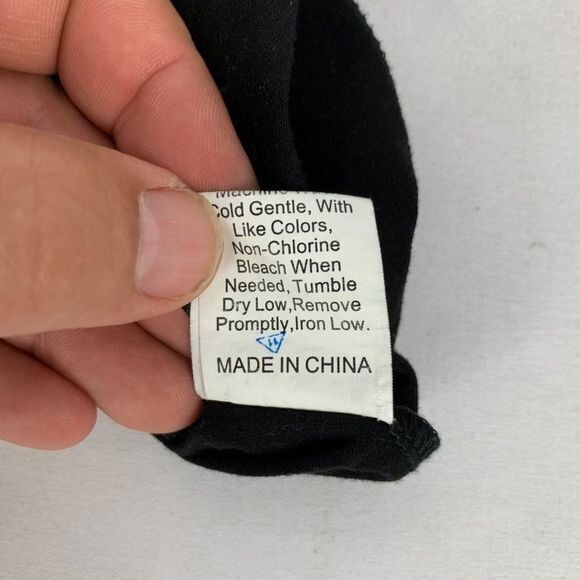 Machine
Cold Gentle, With
Like Colors,
Non-Chlorine
Bleach When
Needed, Tumble
Dry Low,Remove
Promptly,Iron Low.
MADE IN CHINA